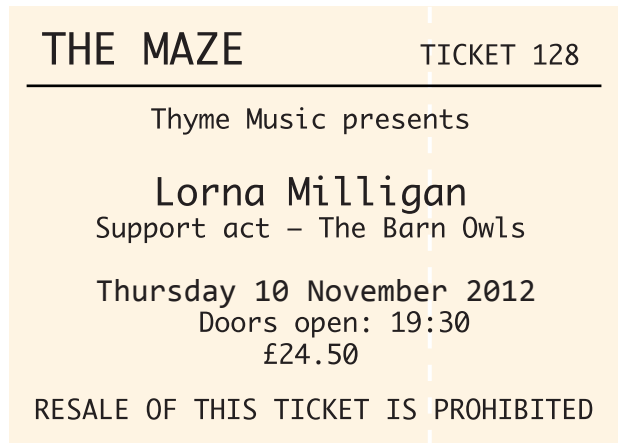 THE MAZE TICKET 128
Thyme Music presents
Lorna Milligan
Support act – The Barn Owls
Thursday 10 November 2012
Doors open: 19:30
£24.50
RESALE OF THIS TICKET IS PROHIBITED